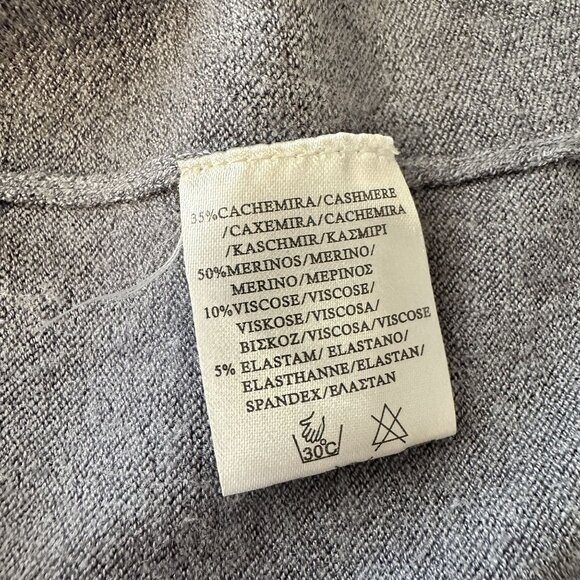 35%CACHEMIRA/CASHMERE
/CAXEMIRA/CACHEMIRA
/KASCHMIR/ΚΑΣΜΙΡΙ
50%MERINOS/MERINO/
MERINO/ΜΕΡΙΝΟΣ
10%VISCOSE/VISCOSE/
VISKOSE/VISCOSA/
ΒΙΣΚΟΖ/VISCOSA/VISCOSE
5% ELASTAM/ ELASTANO/
ELASTHANNE/ELASTAN/
SPANDEX/ΕΛΑΣΤΑΝ
30°C